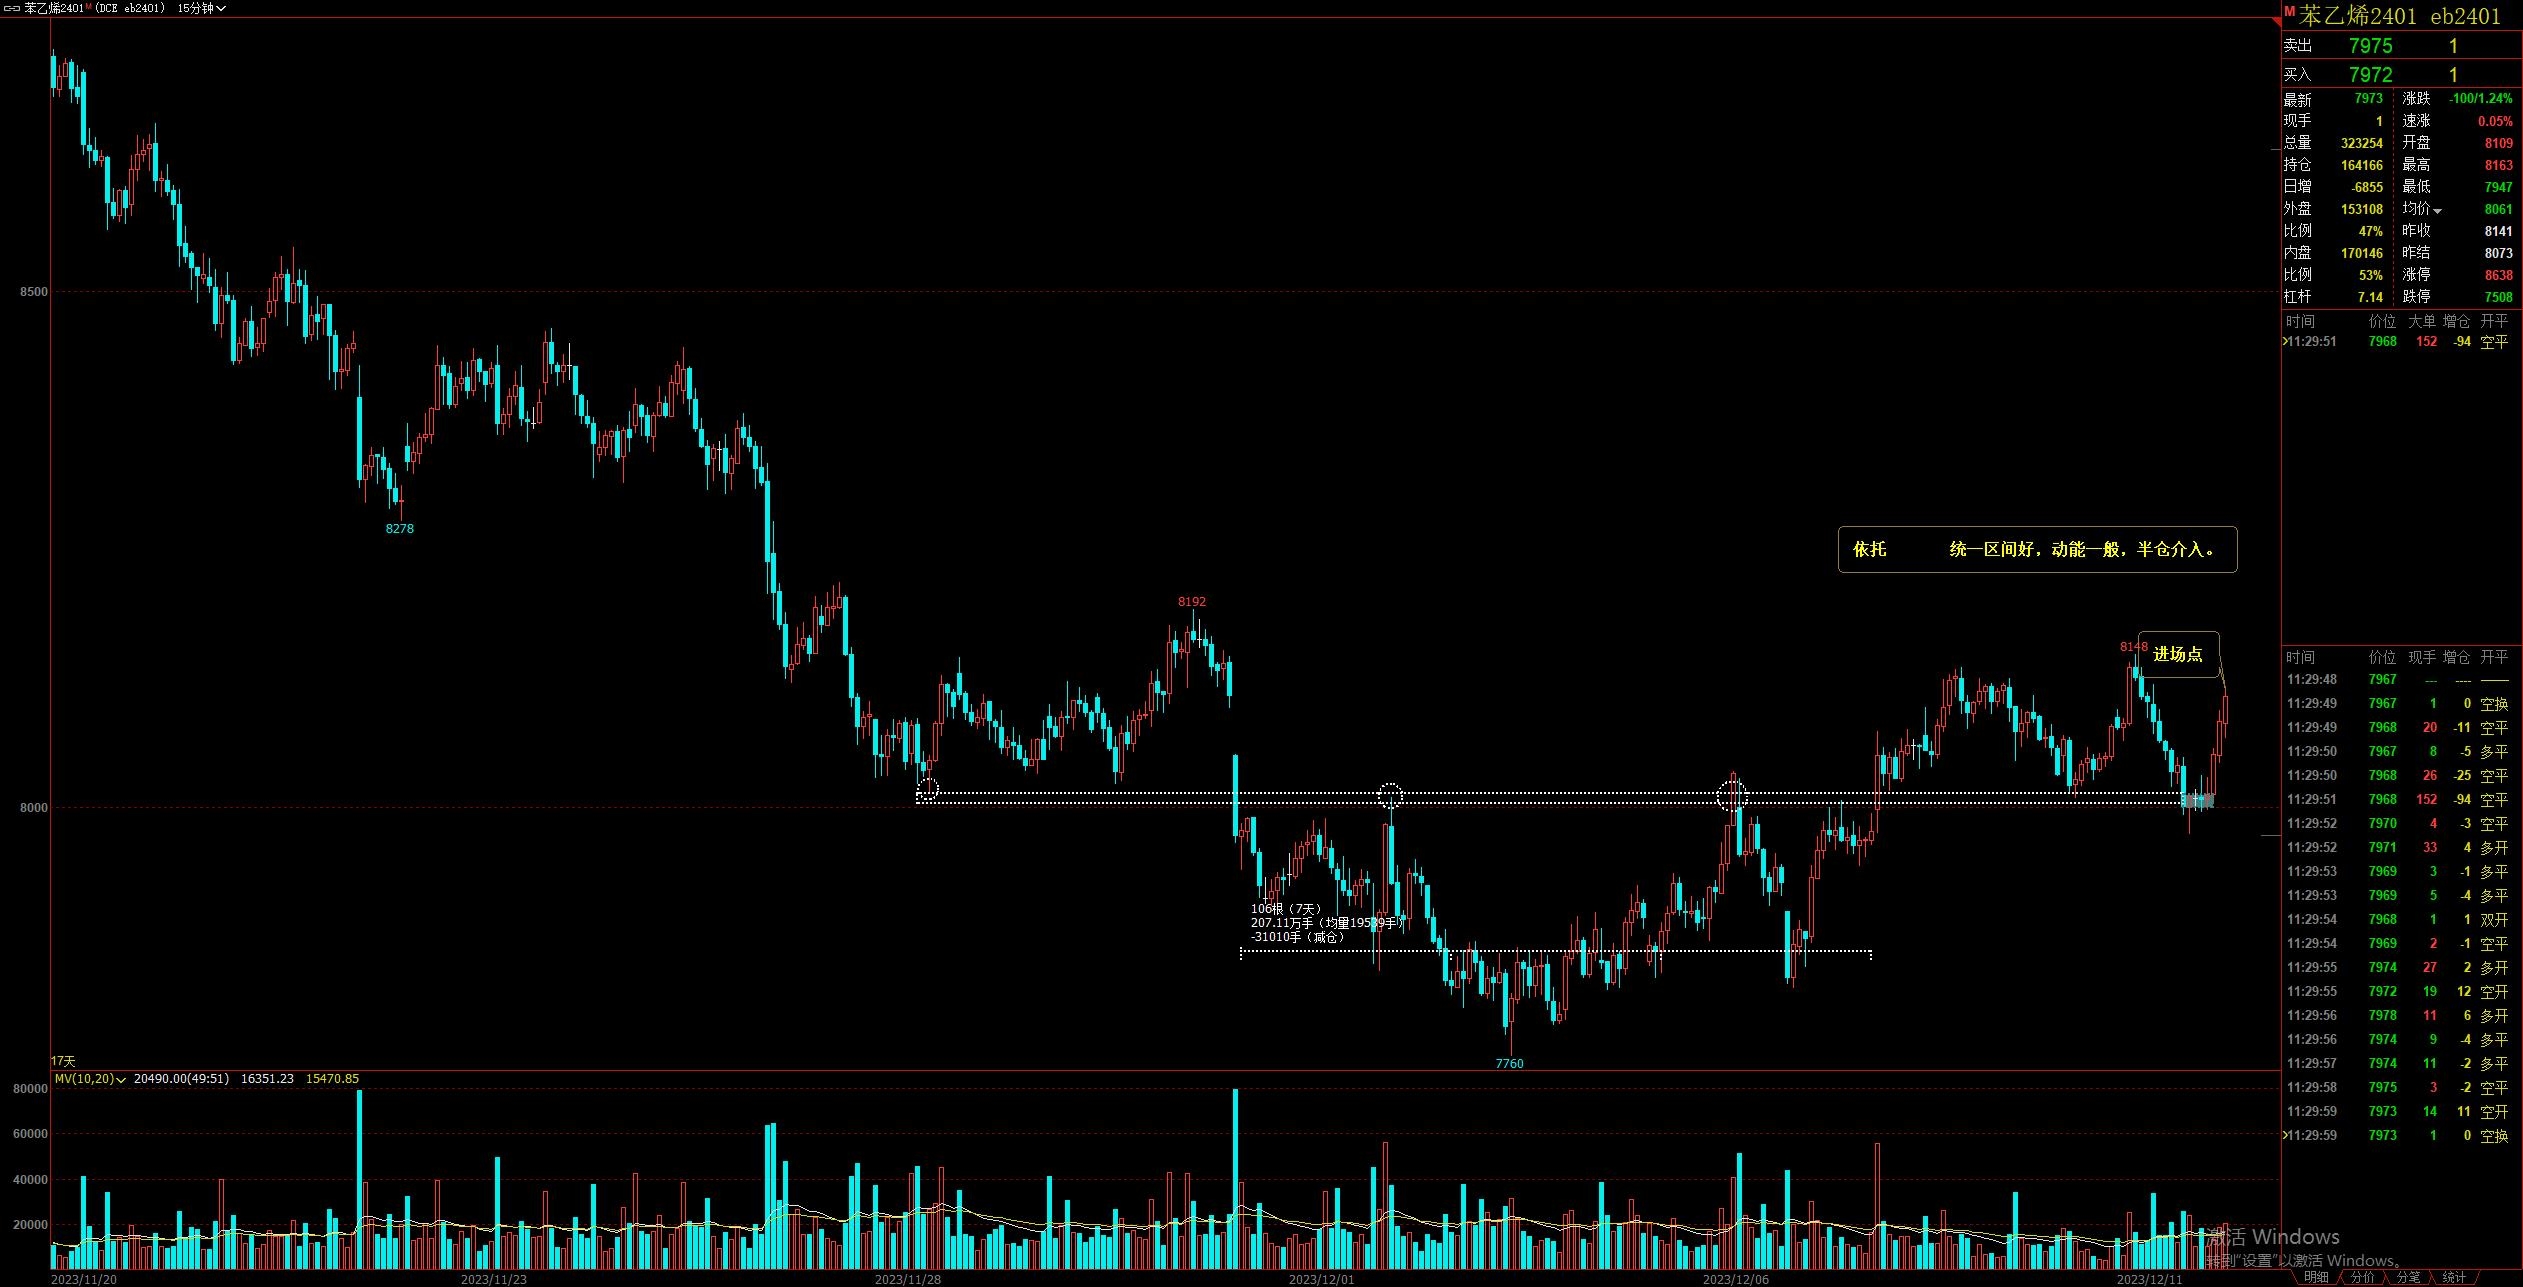 苯乙烯2401M (DCE eb2401) 15分钟
8500
8000
8278
8192
7760
8148
依托 统一区间好，动能一般，半仓介入。
进场点
106根（7天）
207.11万手（均量19539手）
-31010手（减仓）
17天
MV(10,20) 20490.00(49:51) 16351.23 15470.85
80000
60000
40000
20000
2023/11/20 2023/11/23 2023/11/28 2023/12/01 2023/12/06 2023/12/11
M 苯乙烯2401 eb2401
卖出 7975 1
买入 7972 1
最新 7973 涨跌 -100/1.24%
现手 1 速涨 0.05%
总量 323254 开盘 8109
持仓 164166 最高 8163
日增 -6855 最低 7947
外盘 153108 均价 8061
比例 47% 昨收 8141
内盘 170146 昨结 8073
比例 53% 涨停 8638
杠杆 7.14 跌停 7508
时间 价位 大单 增仓 开平
11:29:51 7968 152 -94 空平
时间 价位 现手 增仓 开平
11:29:48 7967 --- ---- ——
11:29:49 7967 1 0 空换
11:29:49 7968 20 -11 空平
11:29:50 7967 8 -5 多平
11:29:50 7968 26 -25 空平
11:29:51 7968 152 -94 空平
11:29:52 7970 4 -3 空平
11:29:52 7971 33 4 多开
11:29:53 7969 3 -1 多平
11:29:53 7969 5 -4 多平
11:29:54 7968 1 1 双开
11:29:54 7969 2 -1 空平
11:29:55 7974 27 2 多开
11:29:55 7972 19 12 空开
11:29:56 7978 11 6 多开
11:29:56 7974 9 -4 多平
11:29:57 7974 11 -2 多平
11:29:58 7975 3 -2 空平
11:29:59 7973 14 11 空开
11:29:59 7973 1 0 空换
激活 Windows
转到"设置"以激活 Windows。
明细 分价 分笔 统计